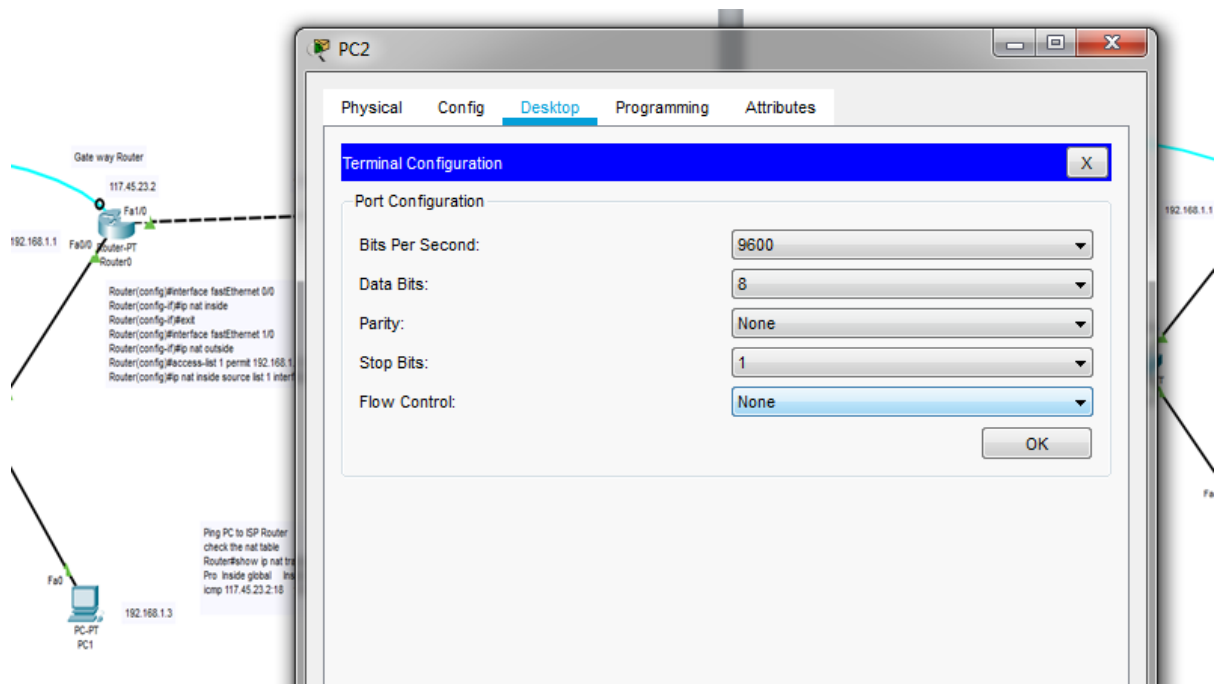 PC2
Physical Config Desktop Programming Attributes
Terminal Configuration
X
Port Configuration
Bits Per Second: 9600
Data Bits: 8
Parity: None
Stop Bits: 1
Flow Control: None
OK
Gate way Router
117.45.23.2
Fa1/0
192.168.1.1 Fa0/0 Router-PT
Router0
Router(config)#interface fastEthernet 0/0
Router(config-if)#ip nat inside
Router(config-if)#exit
Router(config)#interface fastEthernet 1/0
Router(config-if)#ip nat outside
Router(config)#access-list 1 permit 192.168.1.
Router(config)#ip nat inside source list 1 interf
Ping PC to ISP Router
check the nat table
Router#show ip nat tra
Pro Inside global Ins
icmp 117.45.23.2:18
Fa0
192.168.1.3
PC-PT
PC1
192.168.1.1
Fa